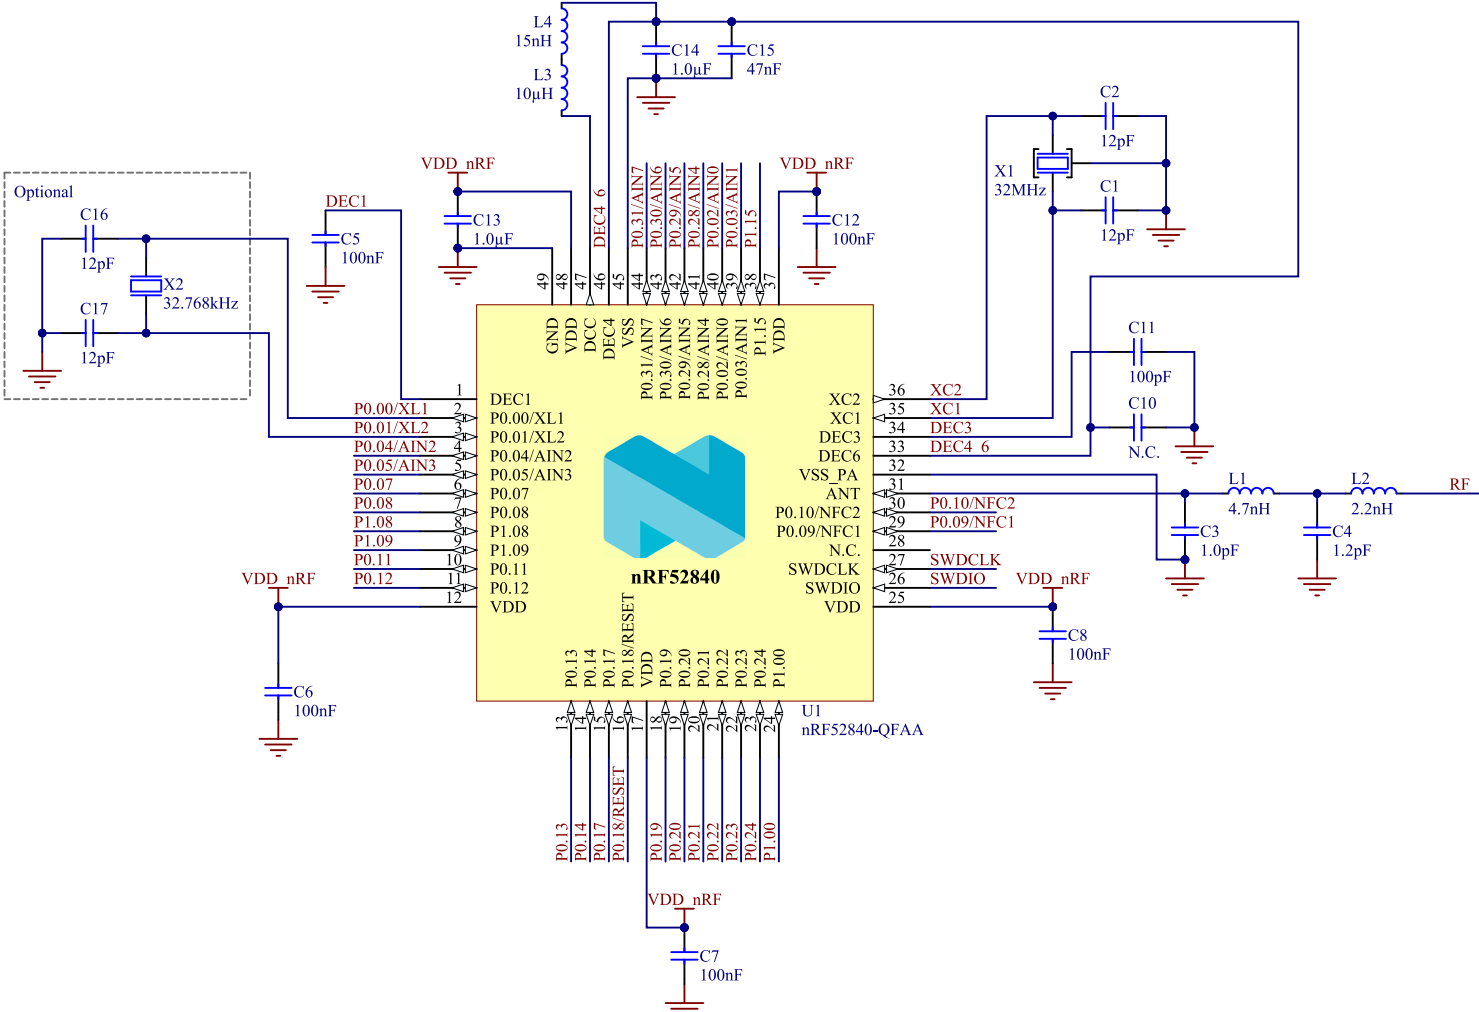 L4
15nH
L3
10µH
C14
1.0µF
C15
47nF
C2
12pF
X1
32MHz
C1
12pF
Optional
C16
12pF
X2
32.768kHz
C17
12pF
DEC1
C5
100nF
VDD_nRF
C13
1.0µF
DEC4_6
P0.31/AIN7
P0.30/AIN6
P0.29/AIN5
P0.28/AIN4
P0.02/AIN0
P0.03/AIN1
P1.15
VDD_nRF
C12
100nF
49
48
47
46
45
44
43
42
41
40
39
38
37
GND
VDD
DCC
DEC4
VSS
P0.31/AIN7
P0.30/AIN6
P0.29/AIN5
P0.28/AIN4
P0.02/AIN0
P0.03/AIN1
P1.15
VDD
1
DEC1
P0.00/XL1
2
P0.00/XL1
P0.01/XL2
3
P0.01/XL2
P0.04/AIN2
4
P0.04/AIN2
P0.05/AIN3
5
P0.05/AIN3
P0.07
6
P0.07
P0.08
7
P0.08
P1.08
8
P1.08
P1.09
9
P1.09
P0.11
10
P0.11
P0.12
11
P0.12
12
VDD
VDD_nRF
C6
100nF
nRF52840
XC2
36
XC2
XC1
35
XC1
DEC3
34
DEC3
DEC6
33
DEC4_6
VSS_PA
32
ANT
31
P0.10/NFC2
30
P0.10/NFC2
P0.09/NFC1
29
P0.09/NFC1
N.C.
28
SWDCLK
27
SWDCLK
SWDIO
26
SWDIO
VDD
25
VDD_nRF
C8
100nF
C11
100pF
C10
N.C.
L1
4.7nH
L2
2.2nH
RF
C3
1.0pF
C4
1.2pF
P0.13
P0.14
P0.17
P0.18/RESET
VDD
P0.19
P0.20
P0.21
P0.22
P0.23
P0.24
P1.00
U1
nRF52840-QFAA
13
14
15
16
17
18
19
20
21
22
23
24
P0.13
P0.14
P0.17
P0.18/RESET
P0.19
P0.20
P0.21
P0.22
P0.23
P0.24
P1.00
VDD_nRF
C7
100nF